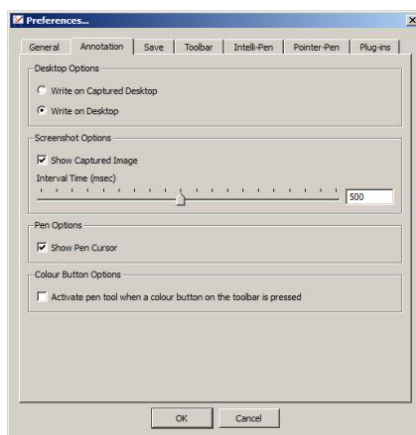 Preferences...
General Annotation Save Toolbar Intelli-Pen Pointer-Pen Plug-ins
Desktop Options
Write on Captured Desktop
Write on Desktop
Screenshot Options
Show Captured Image
Interval Time (msec)
500
Pen Options
Show Pen Cursor
Colour Button Options
Activate pen tool when a colour button on the toolbar is pressed
OK Cancel